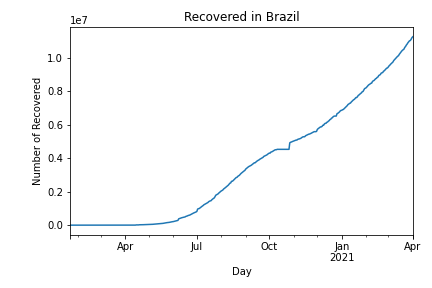 Recovered in Brazil
1e7
1.0
0.8
0.6
0.4
0.2
0.0
Number of Recovered
Apr Jul Oct Jan Apr
2021
Day